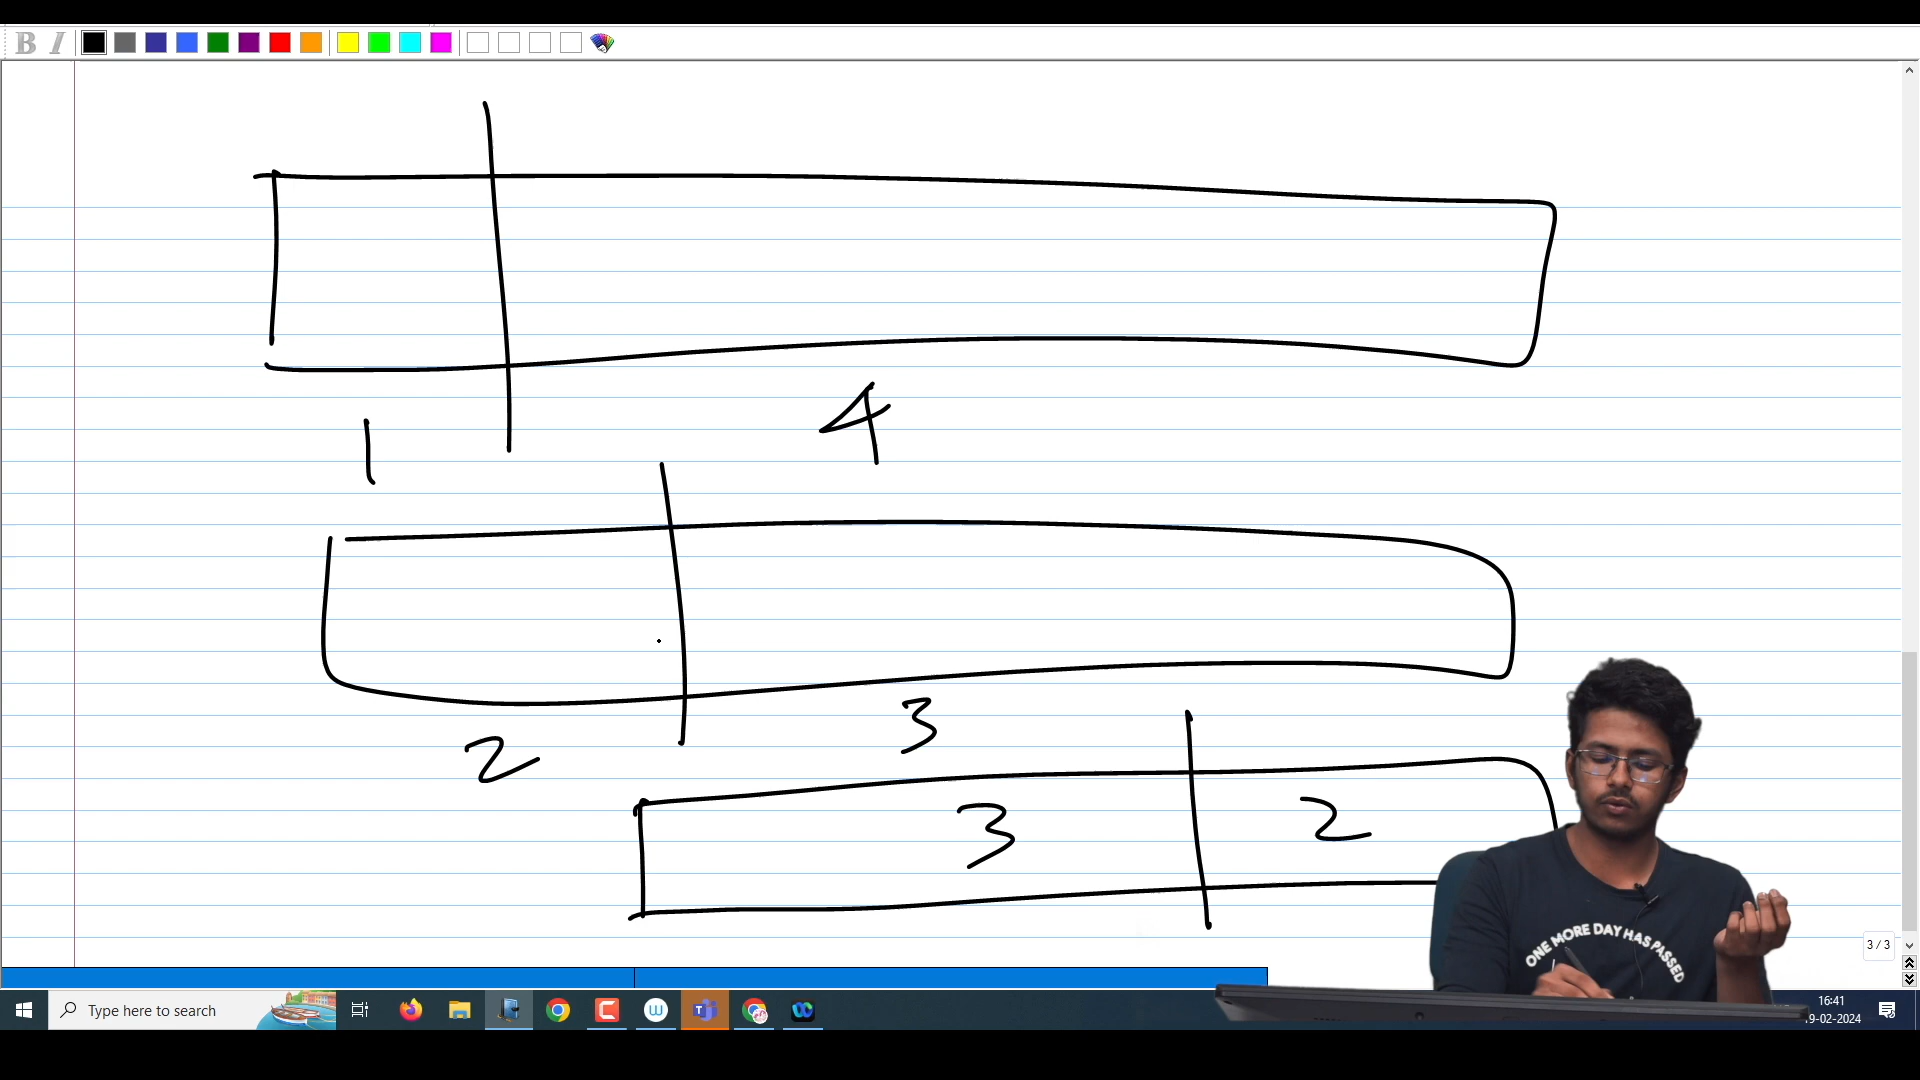 B I
1 4
2 3
3 2
ONE MORE DAY HAS PASSED
3 / 3
Type here to search
16:41
19-02-2024